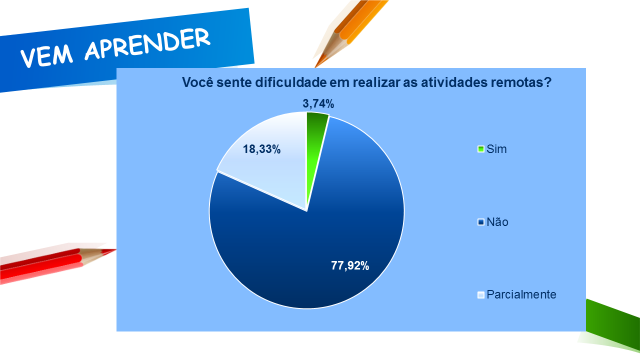 VEM APRENDER
Você sente dificuldade em realizar as atividades remotas?
3,74%
18,33%
77,92%
Sim
Não
Parcialmente